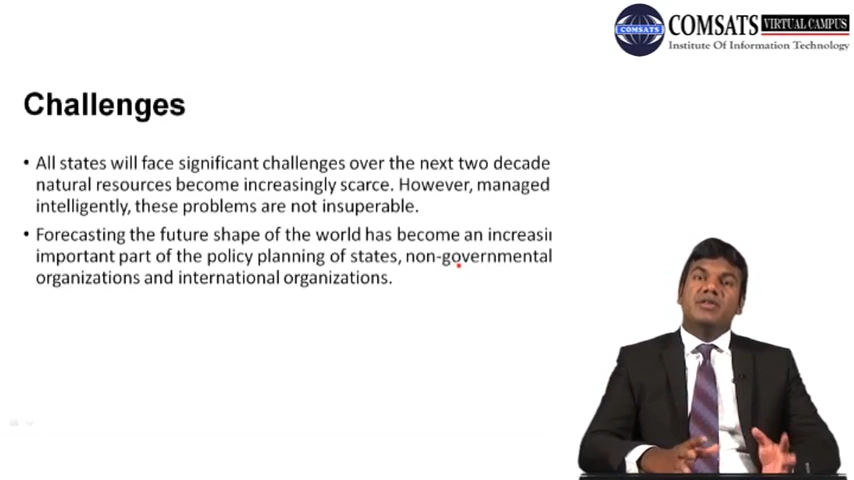 COMSATS
COMSATS VIRTUAL CAMPUS
Institute Of Information Technology
Challenges
• All states will face significant challenges over the next two decade
natural resources become increasingly scarce. However, managed
intelligently, these problems are not insuperable.
• Forecasting the future shape of the world has become an
important part of the policy planning of states, non-governmental
organizations and international organizations.